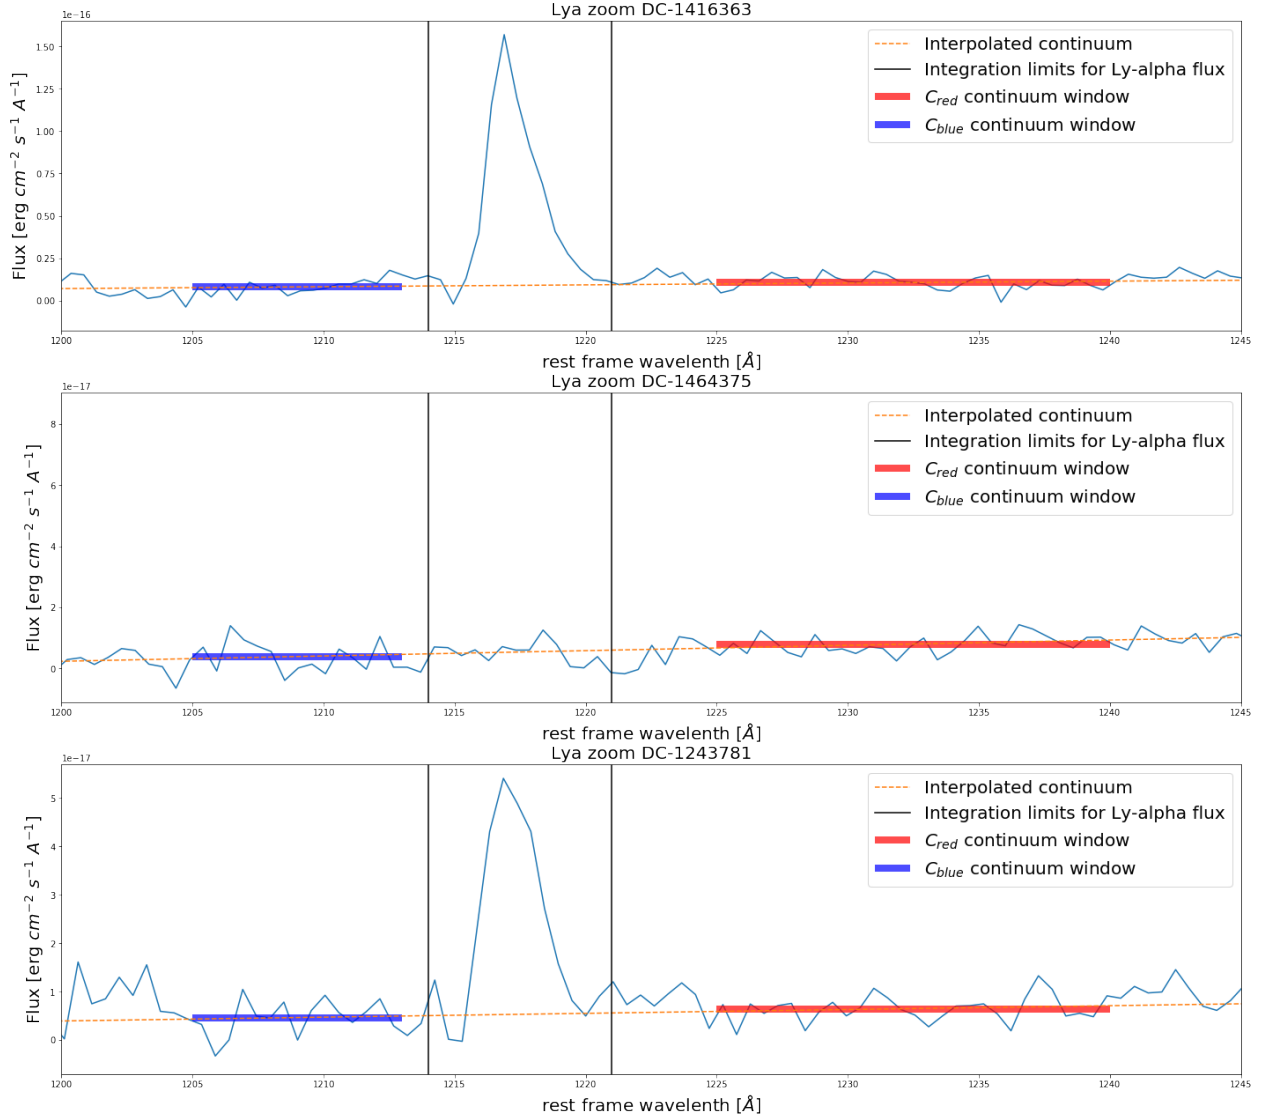 Lya zoom DC-1416363
1e−16
Flux [erg cm−2 s−1 A−1]
1.50
1.25
1.00
0.75
0.50
0.25
0.00
Interpolated continuum
Integration limits for Ly-alpha flux
Cred continuum window
Cblue continuum window
1200 1205 1210 1215 1220 1225 1230 1235 1240 1245
rest frame wavelenth [Å]
Lya zoom DC-1464375
1e−17
Flux [erg cm−2 s−1 A−1]
8
6
4
2
0
Interpolated continuum
Integration limits for Ly-alpha flux
Cred continuum window
Cblue continuum window
1200 1205 1210 1215 1220 1225 1230 1235 1240 1245
rest frame wavelenth [Å]
Lya zoom DC-1243781
1e−17
Flux [erg cm−2 s−1 A−1]
5
4
3
2
1
0
Interpolated continuum
Integration limits for Ly-alpha flux
Cred continuum window
Cblue continuum window
1200 1205 1210 1215 1220 1225 1230 1235 1240 1245
rest frame wavelenth [Å]